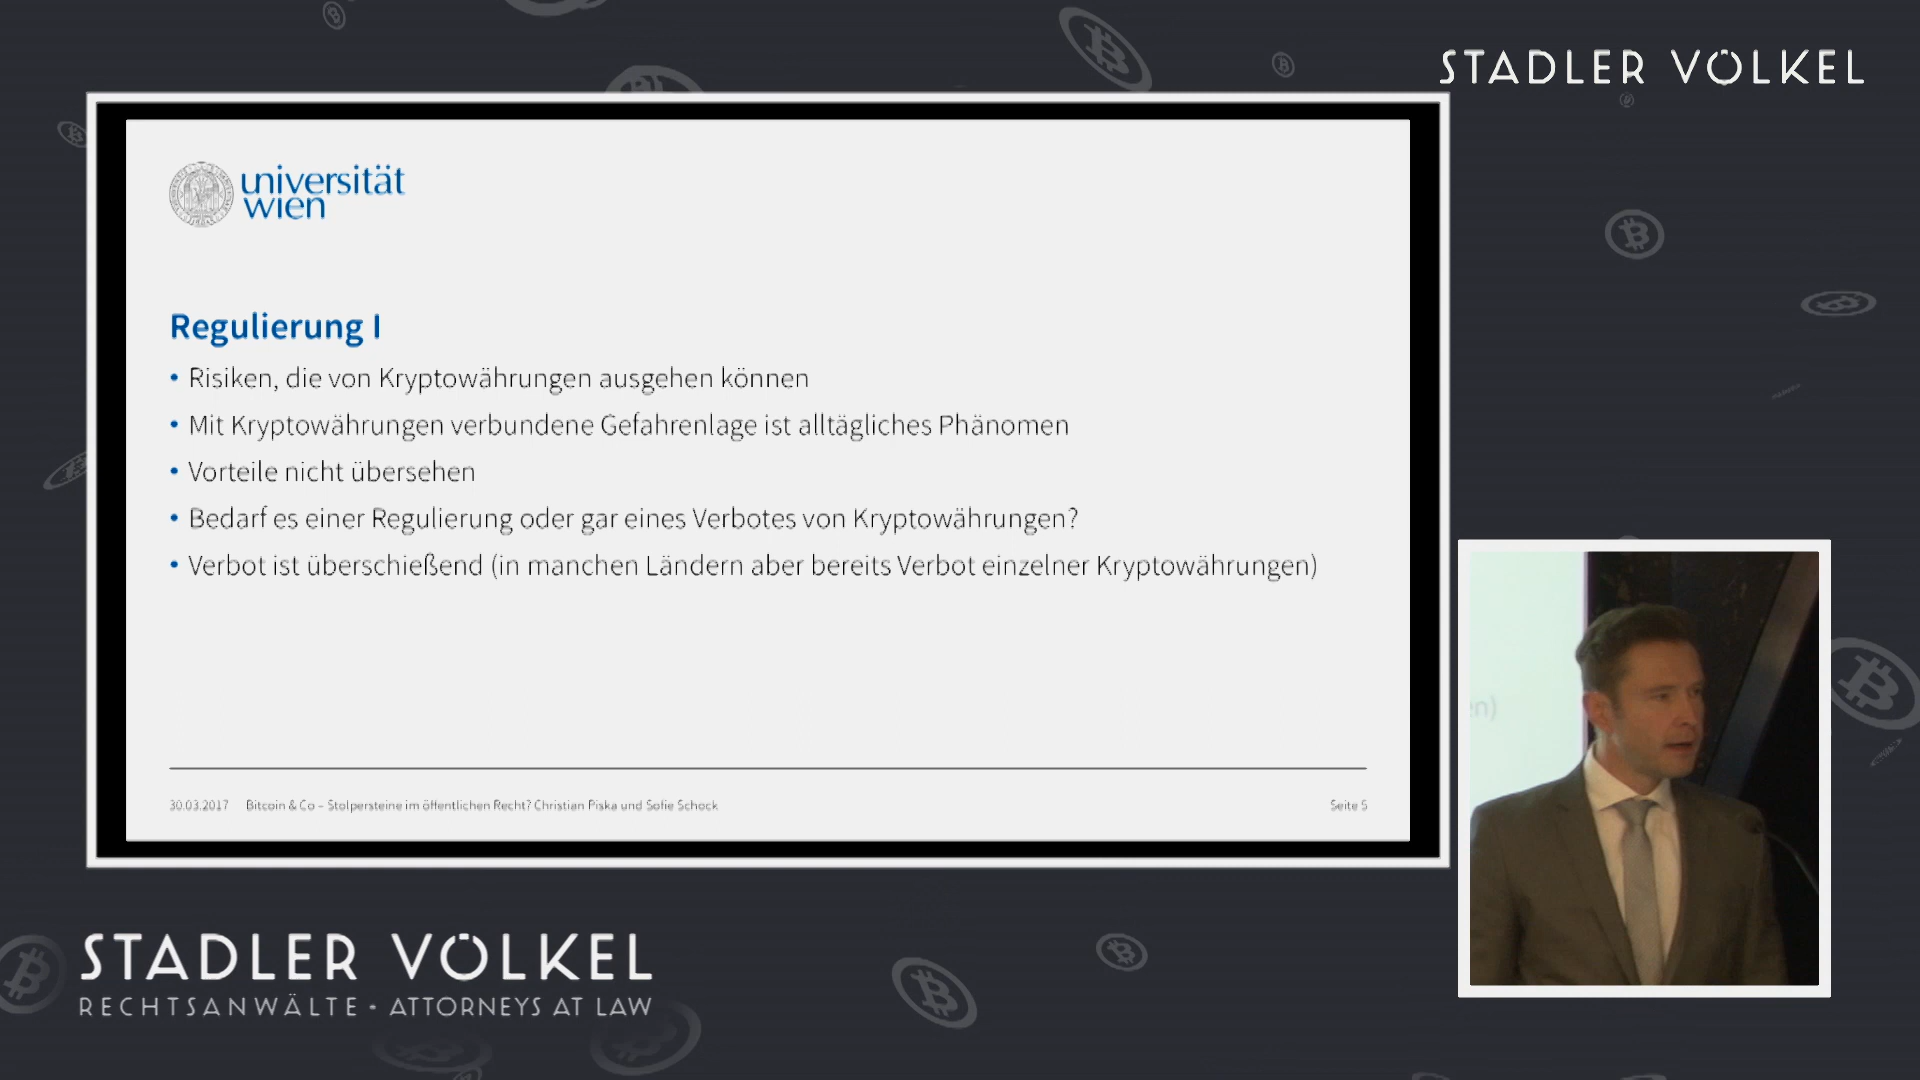 STADLER VÖLKEL
universität
wien
Regulierung I
• Risiken, die von Kryptowährungen ausgehen können
• Mit Kryptowährungen verbundene Gefahrenlage ist alltägliches Phänomen
• Vorteile nicht übersehen
• Bedarf es einer Regulierung oder gar eines Verbotes von Kryptowährungen?
• Verbot ist überschießend (in manchen Ländern aber bereits Verbot einzelner Kryptowährungen)
en)
30.03.2017 Bitcoin & Co – Stolpersteine im öffentlichen Recht? Christian Piska und Sofie Schock Seite 5
STADLER VÖLKEL
RECHTSANWÄLTE • ATTORNEYS AT LAW